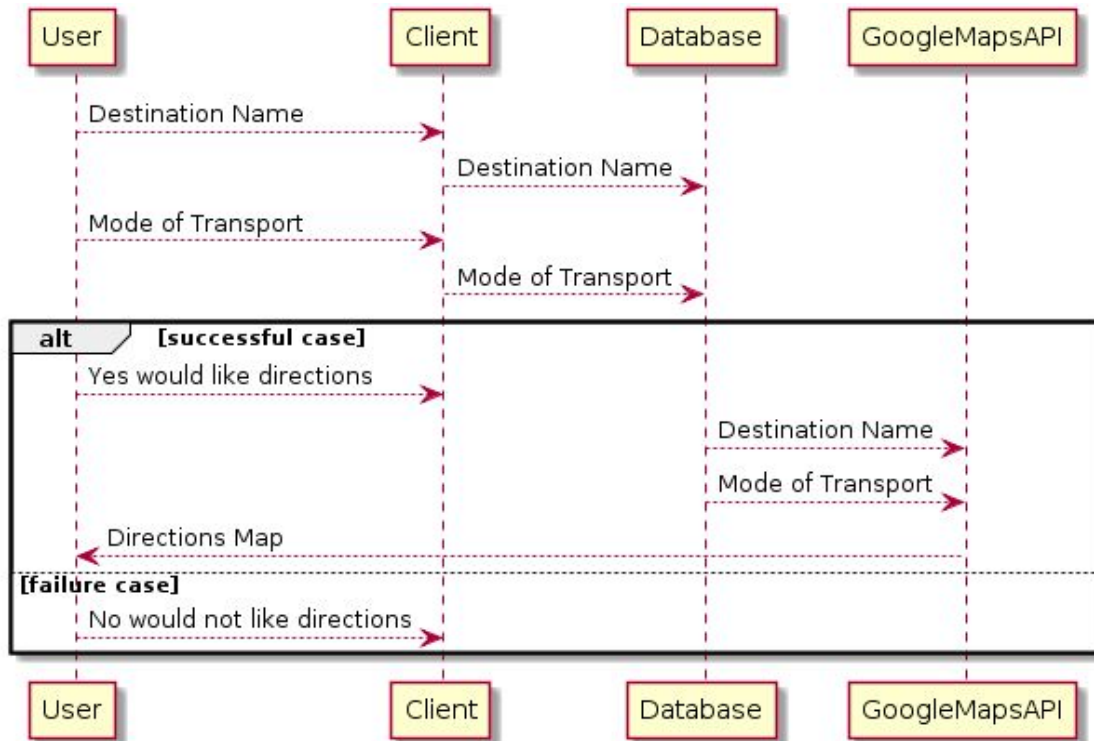 User Client Database GoogleMapsAPI
Destination Name
Destination Name
Mode of Transport
Mode of Transport
alt [successful case]
Yes would like directions
Destination Name
Mode of Transport
Directions Map
[failure case]
No would not like directions
User Client Database GoogleMapsAPI